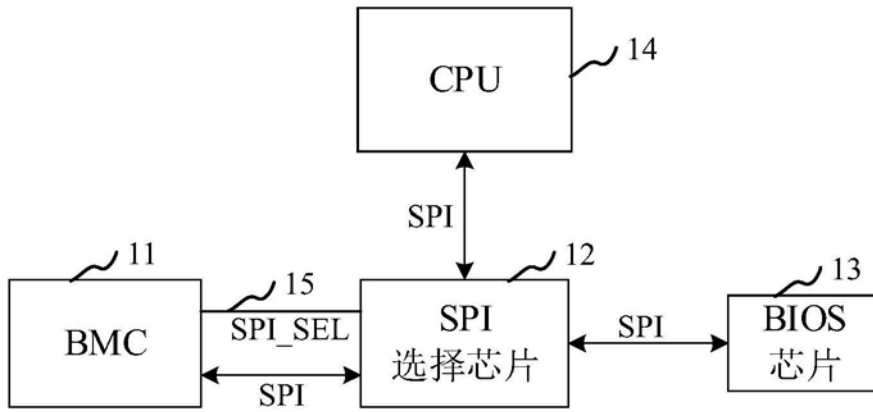 CPU
14
SPI
11
15
12
13
BMC
SPI_SEL
SPI
选择芯片
SPI
BIOS
芯片
SPI